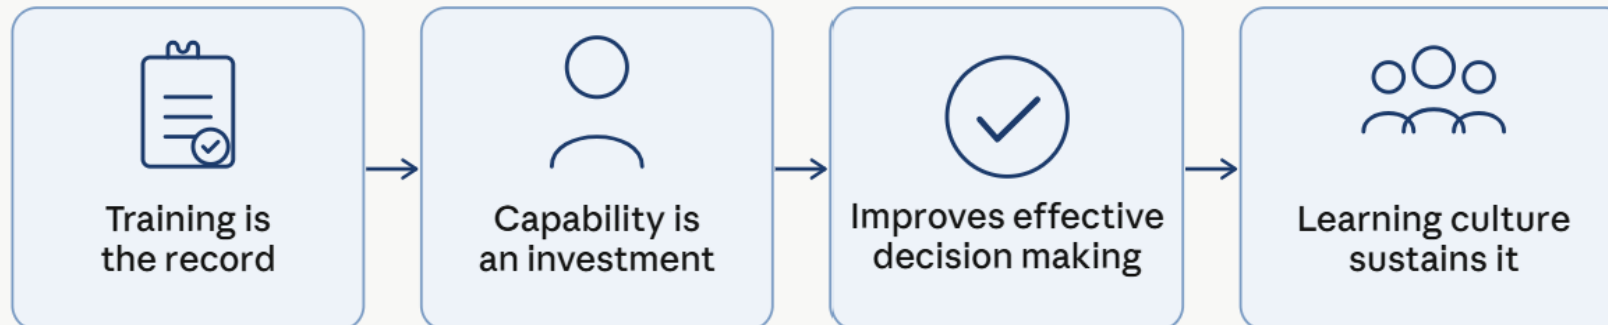 Training is
the record
Capability is
an investment
Improves effective
decision making
Learning culture
sustains it